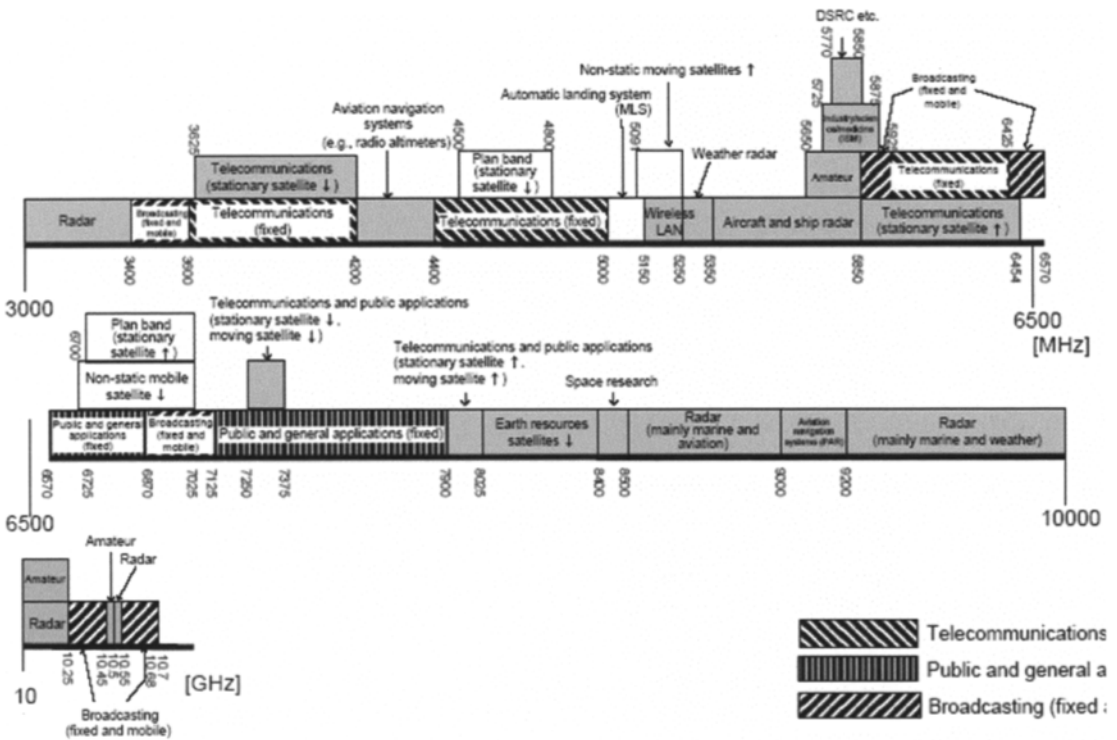 DSRC etc.
5770
5850
Non-static moving satellites ↑
5725
5875
Broadcasting
(fixed and
mobile)
Automatic landing system
(MLS)
Aviation navigation
systems
(e.g., radio altimeters)
3625
4500
4800
5091
5650
5925
6425
Weather radar
Telecommunications
(stationary satellite ↓)
Plan band
(stationary
satellite ↓)
Amateur
Telecommunications
(fixed)
Radar
Broadcasting
(fixed and
mobile)
Telecommunications
(fixed)
Telecommunications (fixed)
Wireless
LAN
Aircraft and ship radar
Telecommunications
(stationary satellite ↑)
3400
3600
4200
4400
5000
5150
5250
5350
5850
6454
6570
3000
6500
[MHz]
Telecommunications and public applications
(stationary satellite ↓,
moving satellite ↓)
6700
Plan band
(stationary
satellite ↑)
Non-static mobile
satellite ↓
Telecommunications and public applications
(stationary satellite ↑,
moving satellite ↑)
Space research
Public and general
applications
(fixed)
Broadcasting
(fixed and
mobile)
Public and general applications (fixed)
Earth resources
satellites ↓
Radar
(mainly marine and
aviation)
Aviation
navigation
systems (PAR)
Radar
(mainly marine and weather)
6570
6725
6870
7025
7125
7250
7375
7900
8025
8400
8500
9000
9200
6500
10000
Amateur
Radar
Amateur
Radar
10.25
10.45
10.5
10.55
10.68
10.7
10
[GHz]
Broadcasting
(fixed and mobile)
Telecommunications
Public and general a
Broadcasting (fixed